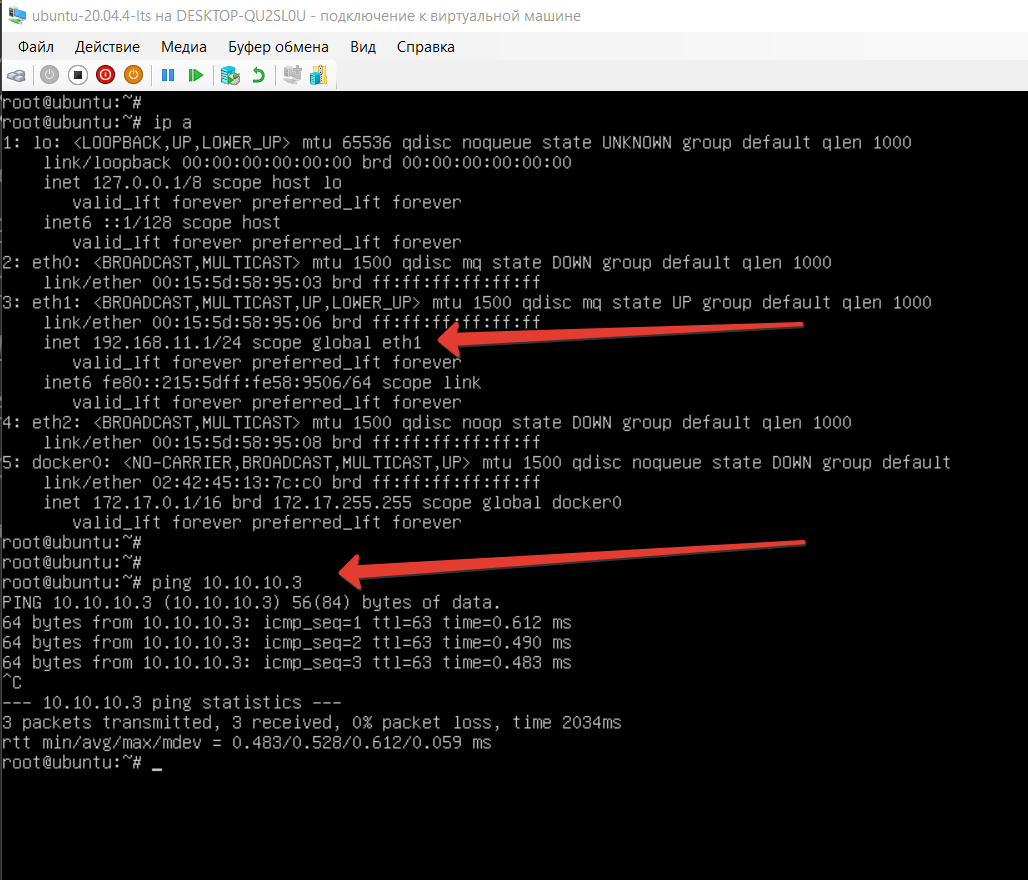 ubuntu-20.04.4-lts на DESKTOP-QU2SL0U - подключение к виртуальной машине
Файл Действие Медиа Буфер обмена Вид Справка
root@ubuntu:~#
root@ubuntu:~# ip a
1: lo: <LOOPBACK,UP,LOWER_UP> mtu 65536 qdisc noqueue state UNKNOWN group default qlen 1000
link/loopback 00:00:00:00:00:00 brd 00:00:00:00:00:00
inet 127.0.0.1/8 scope host lo
valid_lft forever preferred_lft forever
inet6 ::1/128 scope host
valid_lft forever preferred_lft forever
2: eth0: <BROADCAST,MULTICAST> mtu 1500 qdisc mq state DOWN group default qlen 1000
link/ether 00:15:5d:58:95:03 brd ff:ff:ff:ff:ff:ff
3: eth1: <BROADCAST,MULTICAST,UP,LOWER_UP> mtu 1500 qdisc mq state UP group default qlen 1000
link/ether 00:15:5d:58:95:06 brd ff:ff:ff:ff:ff:ff
inet 192.168.11.1/24 scope global eth1
valid_lft forever preferred_lft forever
inet6 fe80::215:5dff:fe58:9506/64 scope link
valid_lft forever preferred_lft forever
4: eth2: <BROADCAST,MULTICAST> mtu 1500 qdisc noop state DOWN group default qlen 1000
link/ether 00:15:5d:58:95:08 brd ff:ff:ff:ff:ff:ff
5: docker0: <NO-CARRIER,BROADCAST,MULTICAST,UP> mtu 1500 qdisc noqueue state DOWN group default
link/ether 02:42:45:13:7c:c0 brd ff:ff:ff:ff:ff:ff
inet 172.17.0.1/16 brd 172.17.255.255 scope global docker0
valid_lft forever preferred_lft forever
root@ubuntu:~#
root@ubuntu:~#
root@ubuntu:~# ping 10.10.10.3
PING 10.10.10.3 (10.10.10.3) 56(84) bytes of data.
64 bytes from 10.10.10.3: icmp_seq=1 ttl=63 time=0.612 ms
64 bytes from 10.10.10.3: icmp_seq=2 ttl=63 time=0.490 ms
64 bytes from 10.10.10.3: icmp_seq=3 ttl=63 time=0.483 ms
^C
--- 10.10.10.3 ping statistics ---
3 packets transmitted, 3 received, 0% packet loss, time 2034ms
rtt min/avg/max/mdev = 0.483/0.528/0.612/0.059 ms
root@ubuntu:~# _